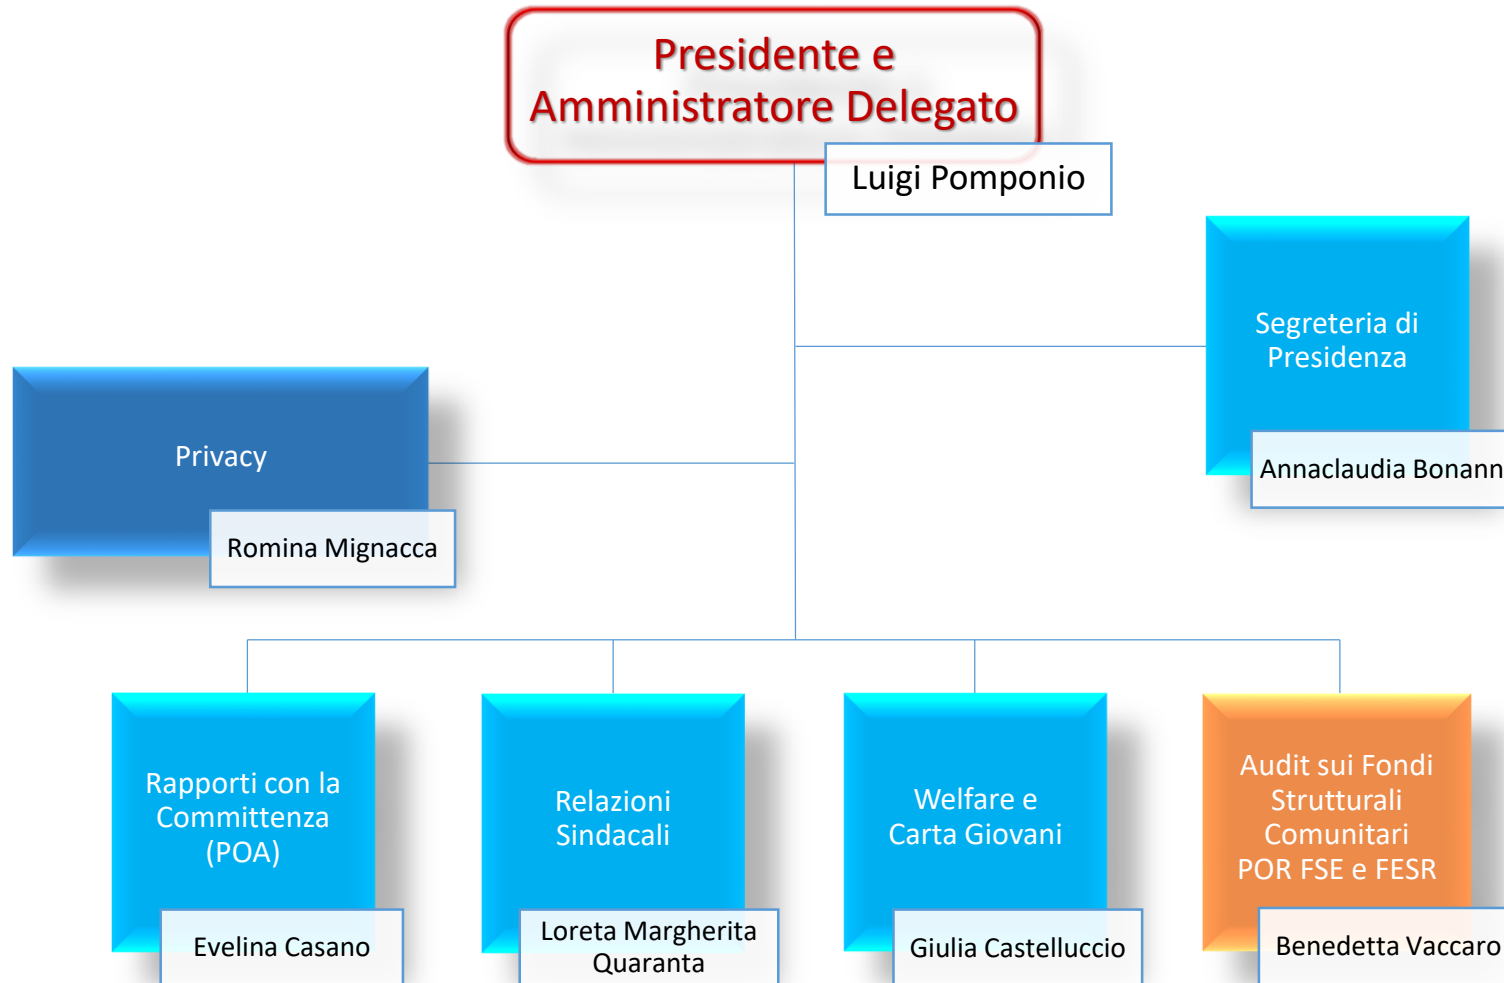 Presidente e
Amministratore Delegato
Luigi Pomponio
Segreteria di
Presidenza
Annaclaudia Bonann
Privacy
Romina Mignacca
Rapporti con la
Committenza
(POA)
Evelina Casano
Relazioni
Sindacali
Loreta Margherita
Quaranta
Welfare e
Carta Giovani
Giulia Castelluccio
Audit sui Fondi
Strutturali
Comunitari
POR FSE e FESR
Benedetta Vaccaro